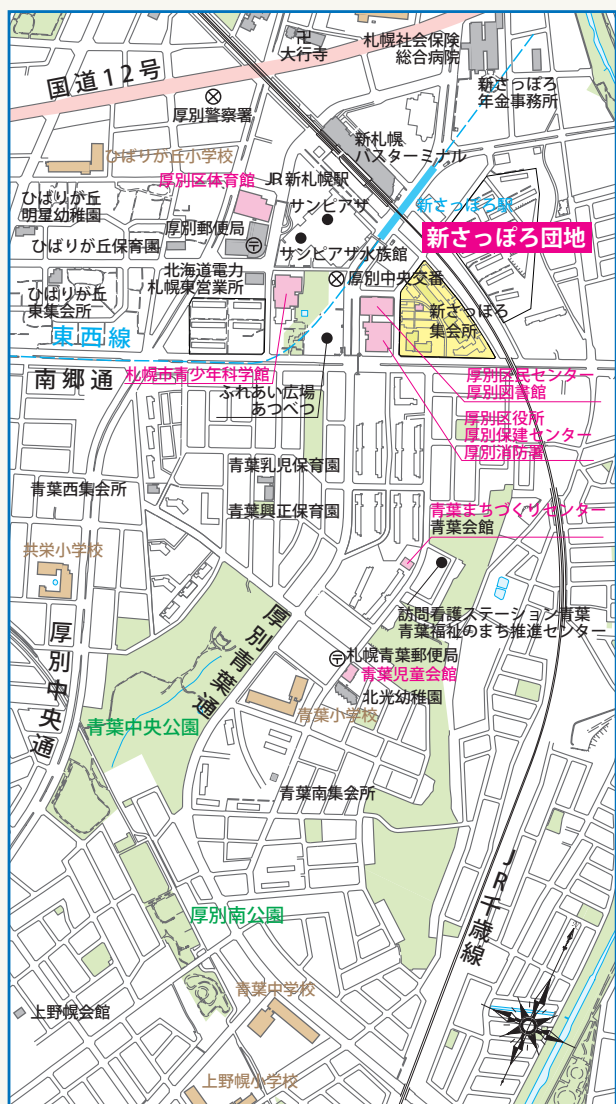 大行寺
札幌社会保険
総合病院
国道12号
新さっぽろ
年金事務所
厚別警察署
新札幌
バスターミナル
ひばりが丘小学校
厚別区体育館
JR新札幌駅
ひばりが丘
明星幼稚園
サンピアザ
新さっぽろ駅
厚別郵便局
新さっぽろ団地
ひばりが丘保育園
サンピアザ水族館
北海道電力
札幌東営業所
厚別中央交番
ひばりが丘
東集会所
新さっぽろ
集会所
東西線
南郷通
札幌市青少年科学館
ふれあい広場
あつべつ
厚別区民センター
厚別図書館
厚別区役所
厚別保建センター
厚別消防署
青葉乳児保育園
青葉西集会所
青葉興正保育園
青葉まちづくりセンター
青葉会館
共栄小学校
訪問看護ステーション青葉
青葉福祉のまち推進センター
厚別青葉通
厚別中央通
札幌青葉郵便局
青葉児童会館
北光幼稚園
青葉小学校
青葉中央公園
青葉南集会所
JR千歳線
厚別南公園
青葉中学校
上野幌会館
上野幌小学校